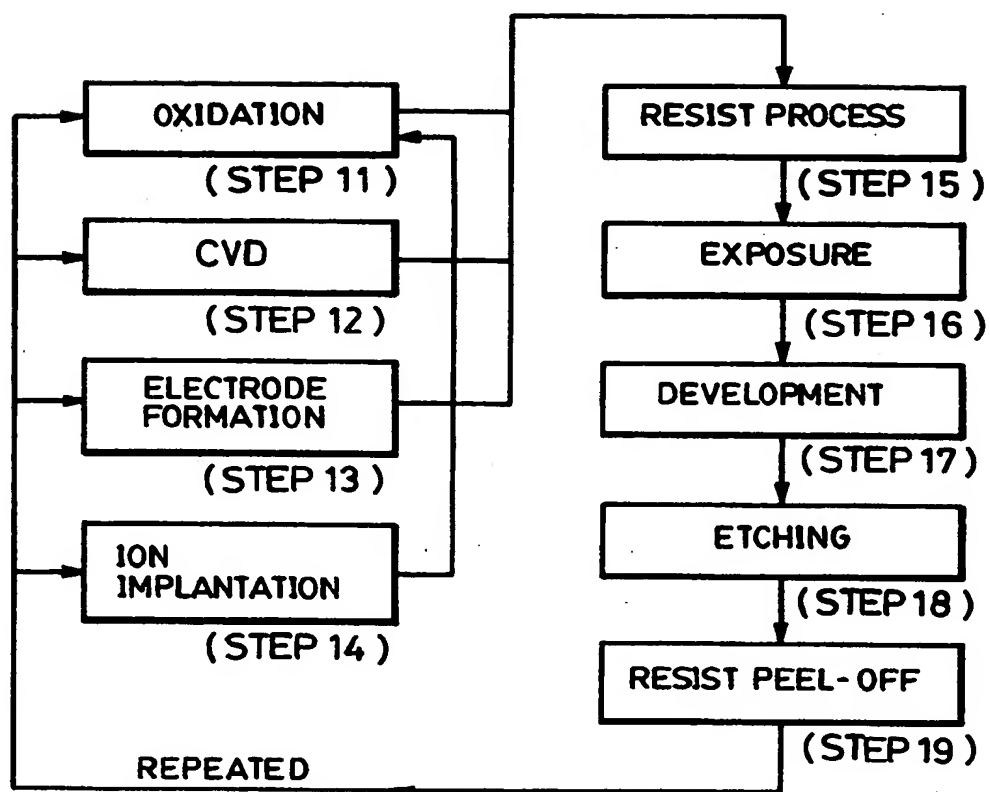 OXIDATION
(STEP 11)
CVD
(STEP 12)
ELECTRODE
FORMATION
(STEP 13)
ION
IMPLANTATION
(STEP 14)
RESIST PROCESS
(STEP 15)
EXPOSURE
(STEP 16)
DEVELOPMENT
(STEP 17)
ETCHING
(STEP 18)
RESIST PEEL-OFF
(STEP 19)
REPEATED